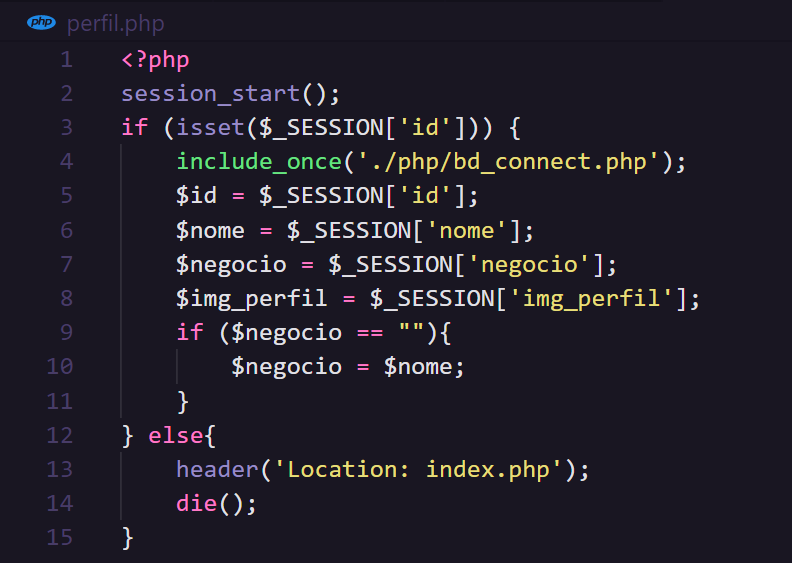 php perfil.php
1 <?php
2 session_start();
3 if (isset($_SESSION['id'])) {
4 include_once('./php/bd_connect.php');
5 $id = $_SESSION['id'];
6 $nome = $_SESSION['nome'];
7 $negocio = $_SESSION['negocio'];
8 $img_perfil = $_SESSION['img_perfil'];
9 if ($negocio == ""){
10 $negocio = $nome;
11 }
12 } else{
13 header('Location: index.php');
14 die();
15 }